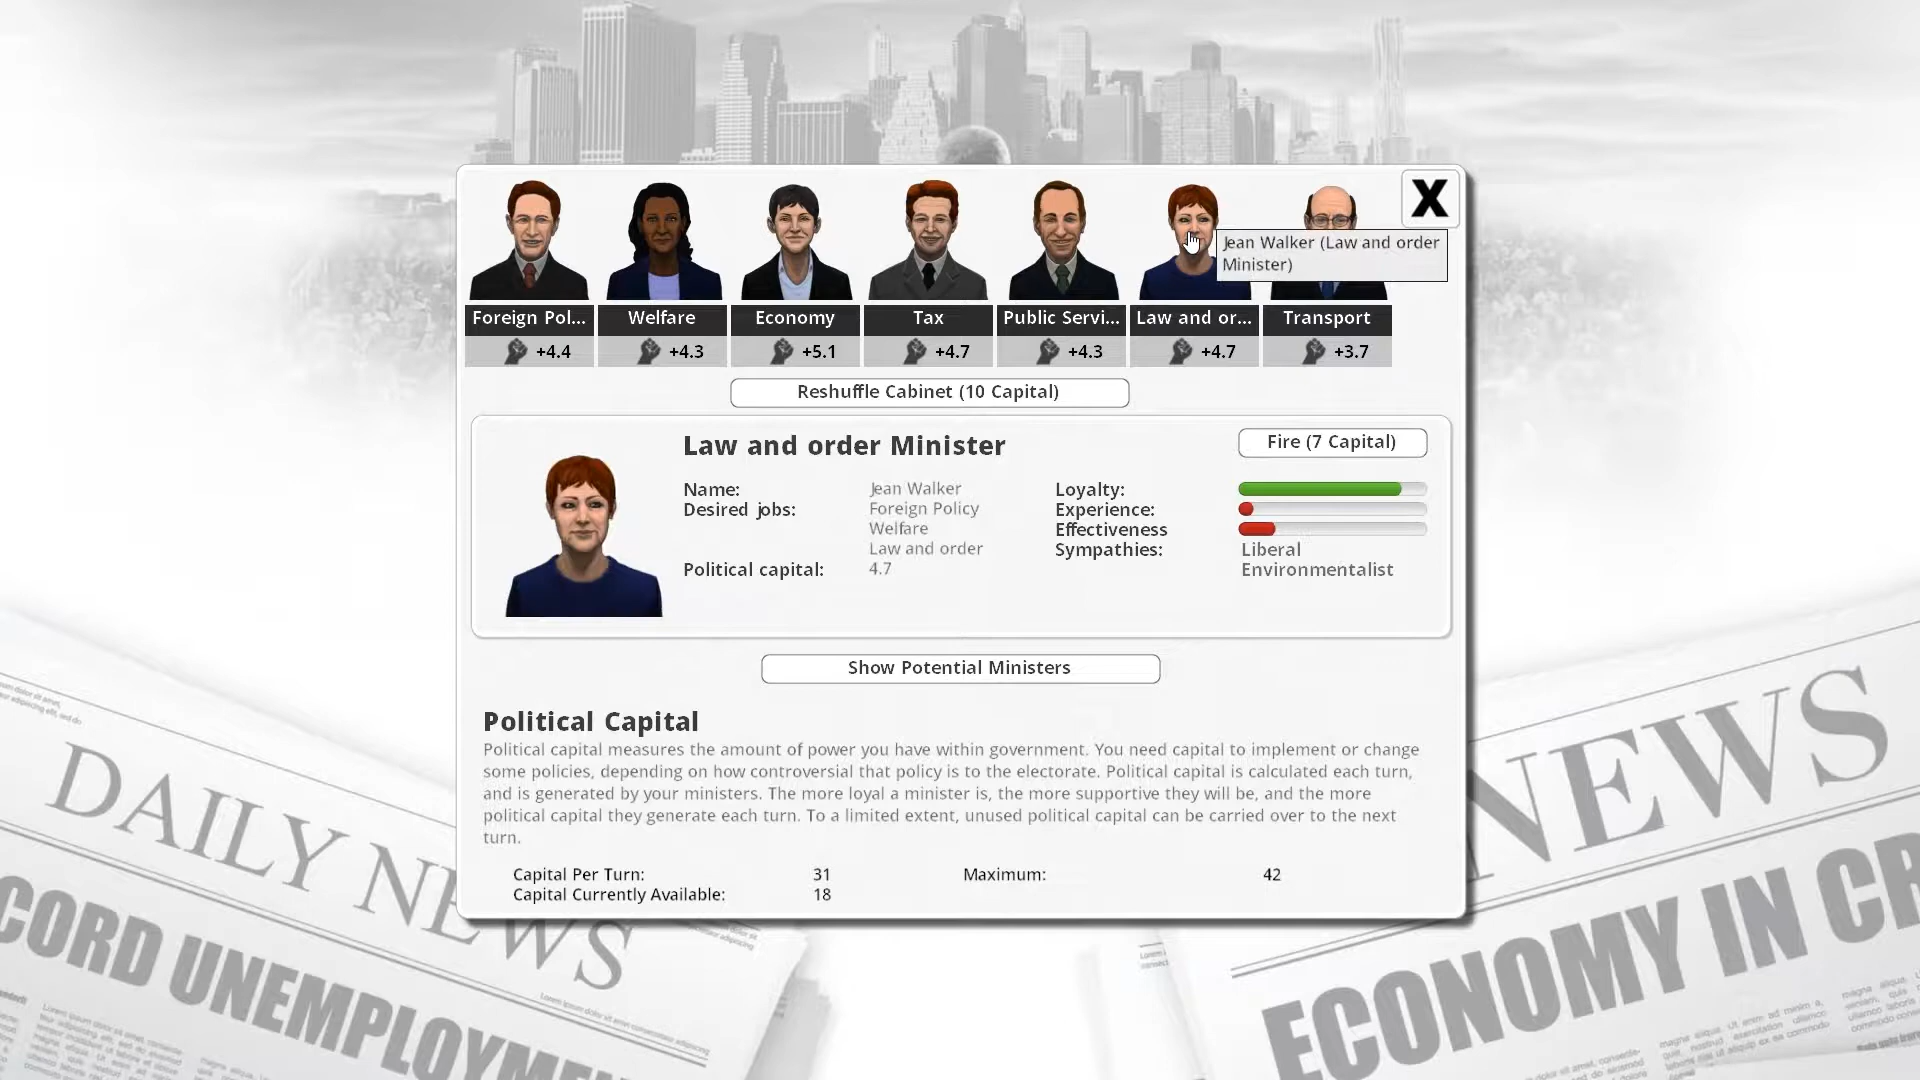 Jean Walker (Law and order
Minister)
Foreign Pol...
Welfare
Economy
Tax
Public Servi...
Law and or...
Transport
+4.4
+4.3
+5.1
+4.7
+4.3
+4.7
+3.7
X
Reshuffle Cabinet (10 Capital)
Law and order Minister
Fire (7 Capital)
Name:
Jean Walker
Desired jobs:
Foreign Policy
Welfare
Law and order
Political capital:
4.7
Loyalty:
Experience:
Effectiveness
Sympathies:
Liberal
Environmentalist
Show Potential Ministers
Political Capital
Political capital measures the amount of power you have within government. You need capital to implement or change
some policies, depending on how controversial that policy is to the electorate. Political capital is calculated each turn,
and is generated by your ministers. The more loyal a minister is, the more supportive they will be, and the more
political capital they generate each turn. To a limited extent, unused political capital can be carried over to the next
turn.
Capital Per Turn:
31
Maximum:
42
Capital Currently Available:
18
DAILY NEWS
CORD UNEMPLOYME
NEWS
ECONOMY IN CR